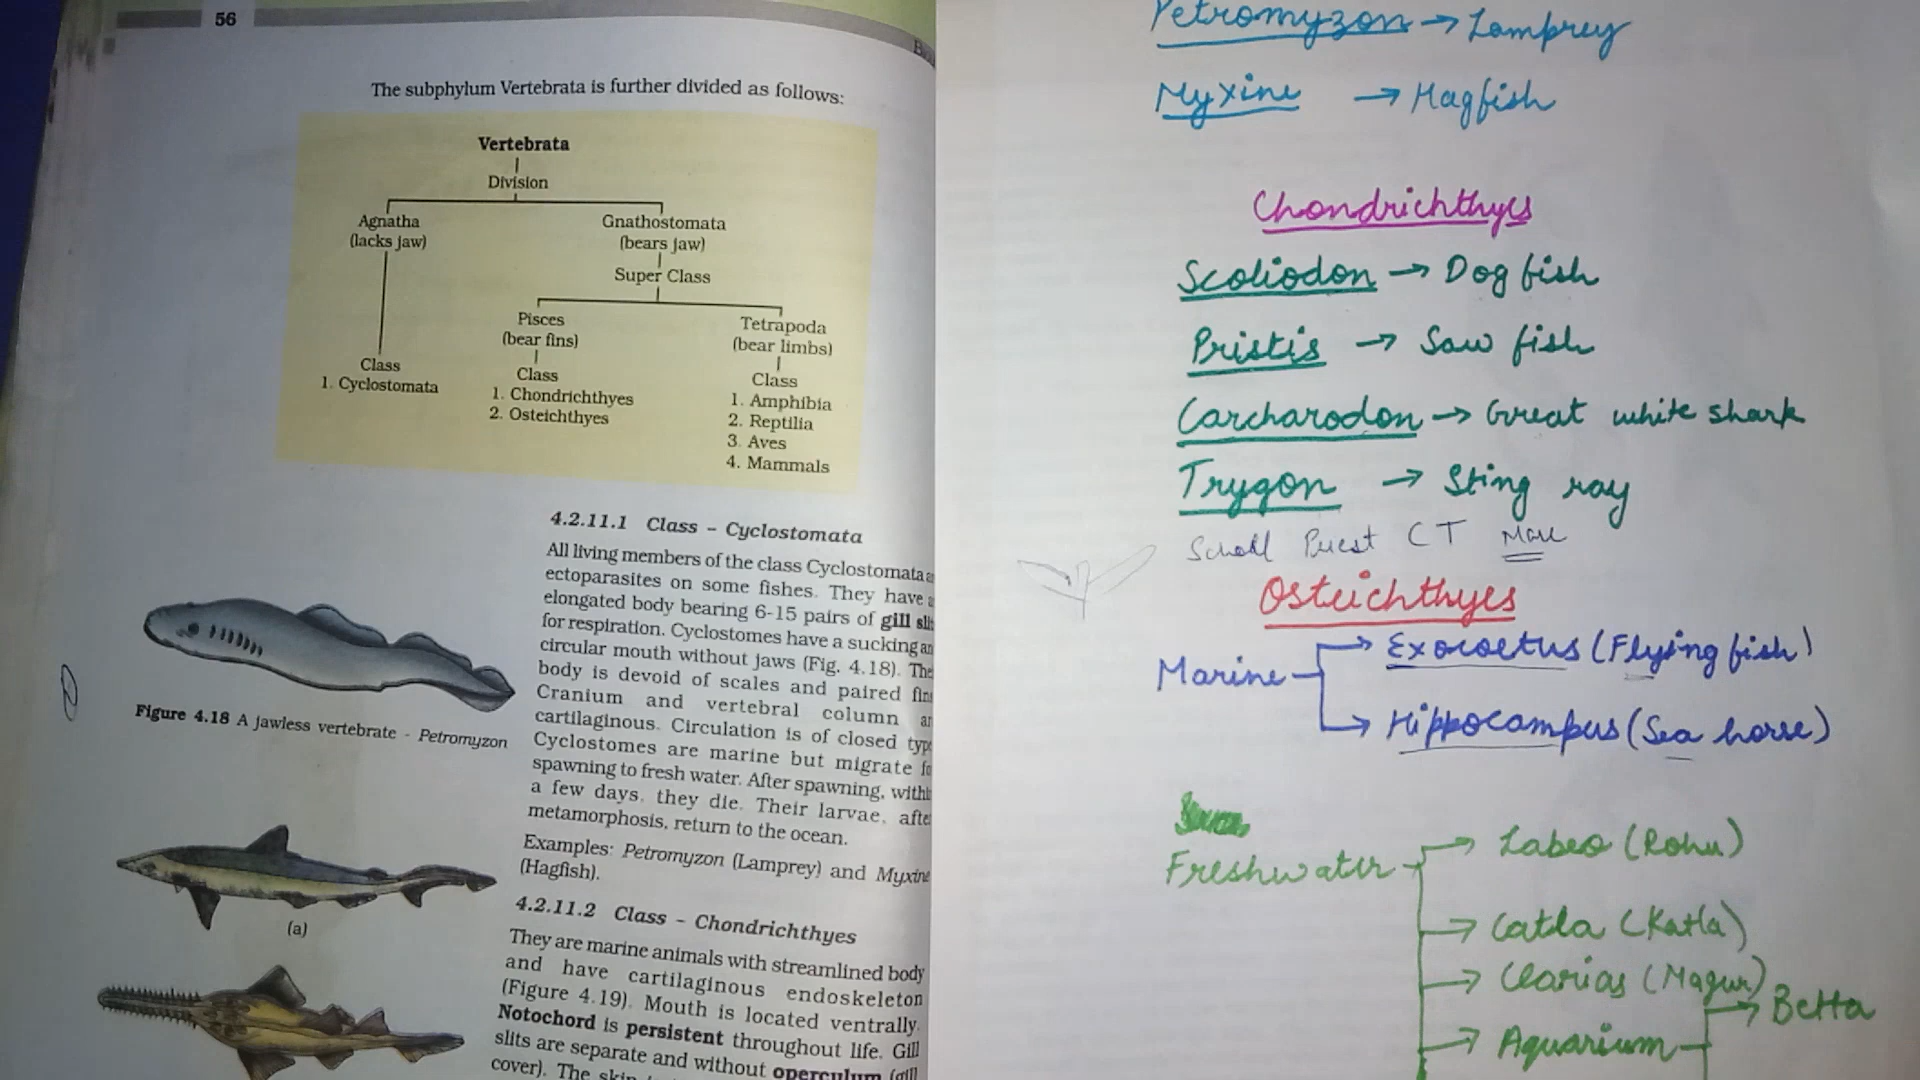 56
The subphylum Vertebrata is further divided as follows:
Vertebrata
Division
Agnatha
(lacks jaw)
Gnathostomata
(bears jaw)
Super Class
Pisces
(bear fins)
Tetrapoda
(bear limbs)
Class
1. Cyclostomata
Class
1. Chondrichthyes
2. Osteichthyes
Class
1. Amphibia
2. Reptilia
3. Aves
4. Mammals
4.2.11.1 Class – Cyclostomata
All living members of the class Cyclostomata
ectoparasites on some fishes. They have
elongated body bearing 6-15 pairs of gill
for respiration. Cyclostomes have a sucking
circular mouth without jaws (Fig. 4.18).
body is devoid of scales and paired
Cranium and vertebral column
cartilaginous. Circulation is of closed
Cyclostomes are marine but migrate
spawning to fresh water. After spawning,
a few days, they die. Their larvae,
metamorphosis, return to the ocean.
Examples: Petromyzon (Lamprey) and Myxine
(Hagfish).
Figure 4.18 A jawless vertebrate - Petromyzon
(a)
4.2.11.2 Class – Chondrichthyes
They are marine animals with streamlined body
and have cartilaginous endoskeleton
(Figure 4.19). Mouth is located ventrally.
Notochord is persistent throughout life. Gill
slits are separate and without operculum (gill
cover). The
Petromyzon → Lamprey
Myxine → Hagfish
Chondrichthyes
Scoliodon → Dog fish
Pristis → Saw fish
Carcharodon → Great white shark
Trygon → Sting ray
CT
Osteichthyes
Marine → Exocoetus (Flying fish)
→ Hippocampus (Sea horse)
Freshwater → Labeo (Rohu)
→ Catla (Katla)
→ Clarias (Magur)
→ Aquarium → Betta